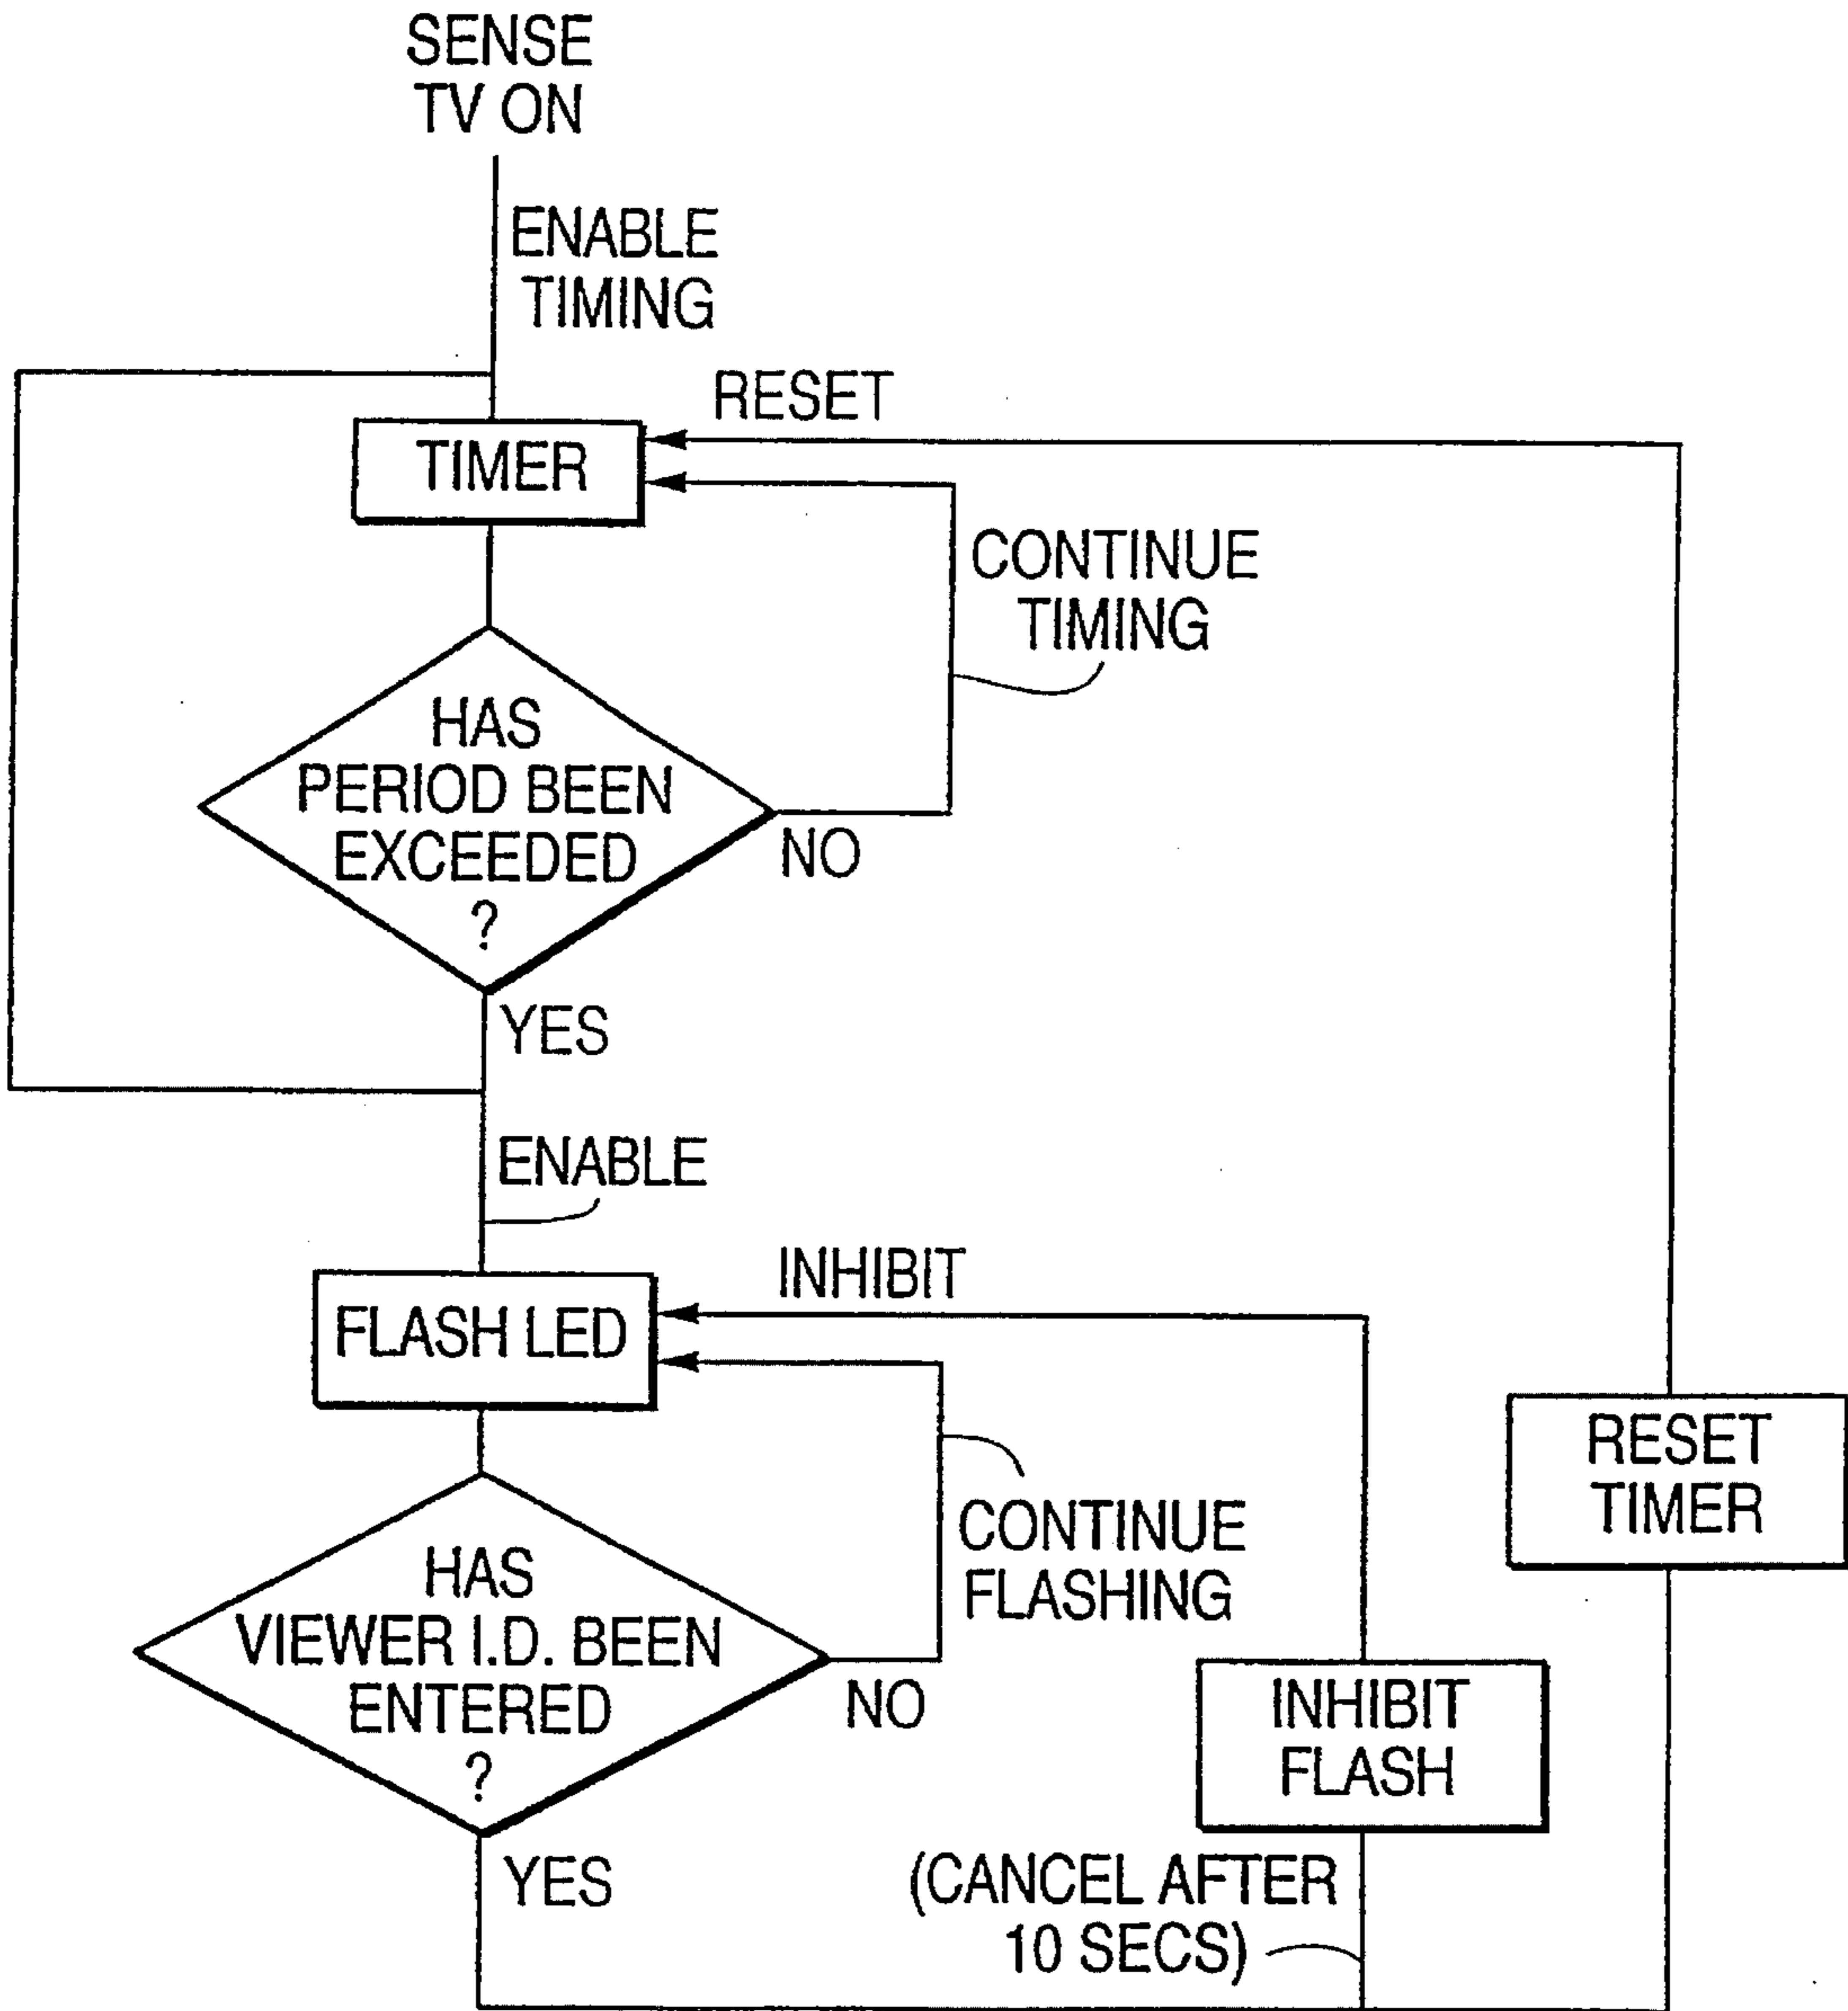 SENSE
TV ON
ENABLE
TIMING
RESET
TIMER
CONTINUE
TIMING
HAS
PERIOD BEEN
EXCEEDED
?
NO
YES
ENABLE
INHIBIT
FLASH LED
RESET
TIMER
CONTINUE
FLASHING
HAS
VIEWER I.D. BEEN
ENTERED
?
NO
INHIBIT
FLASH
YES
(CANCEL AFTER
10 SECS)